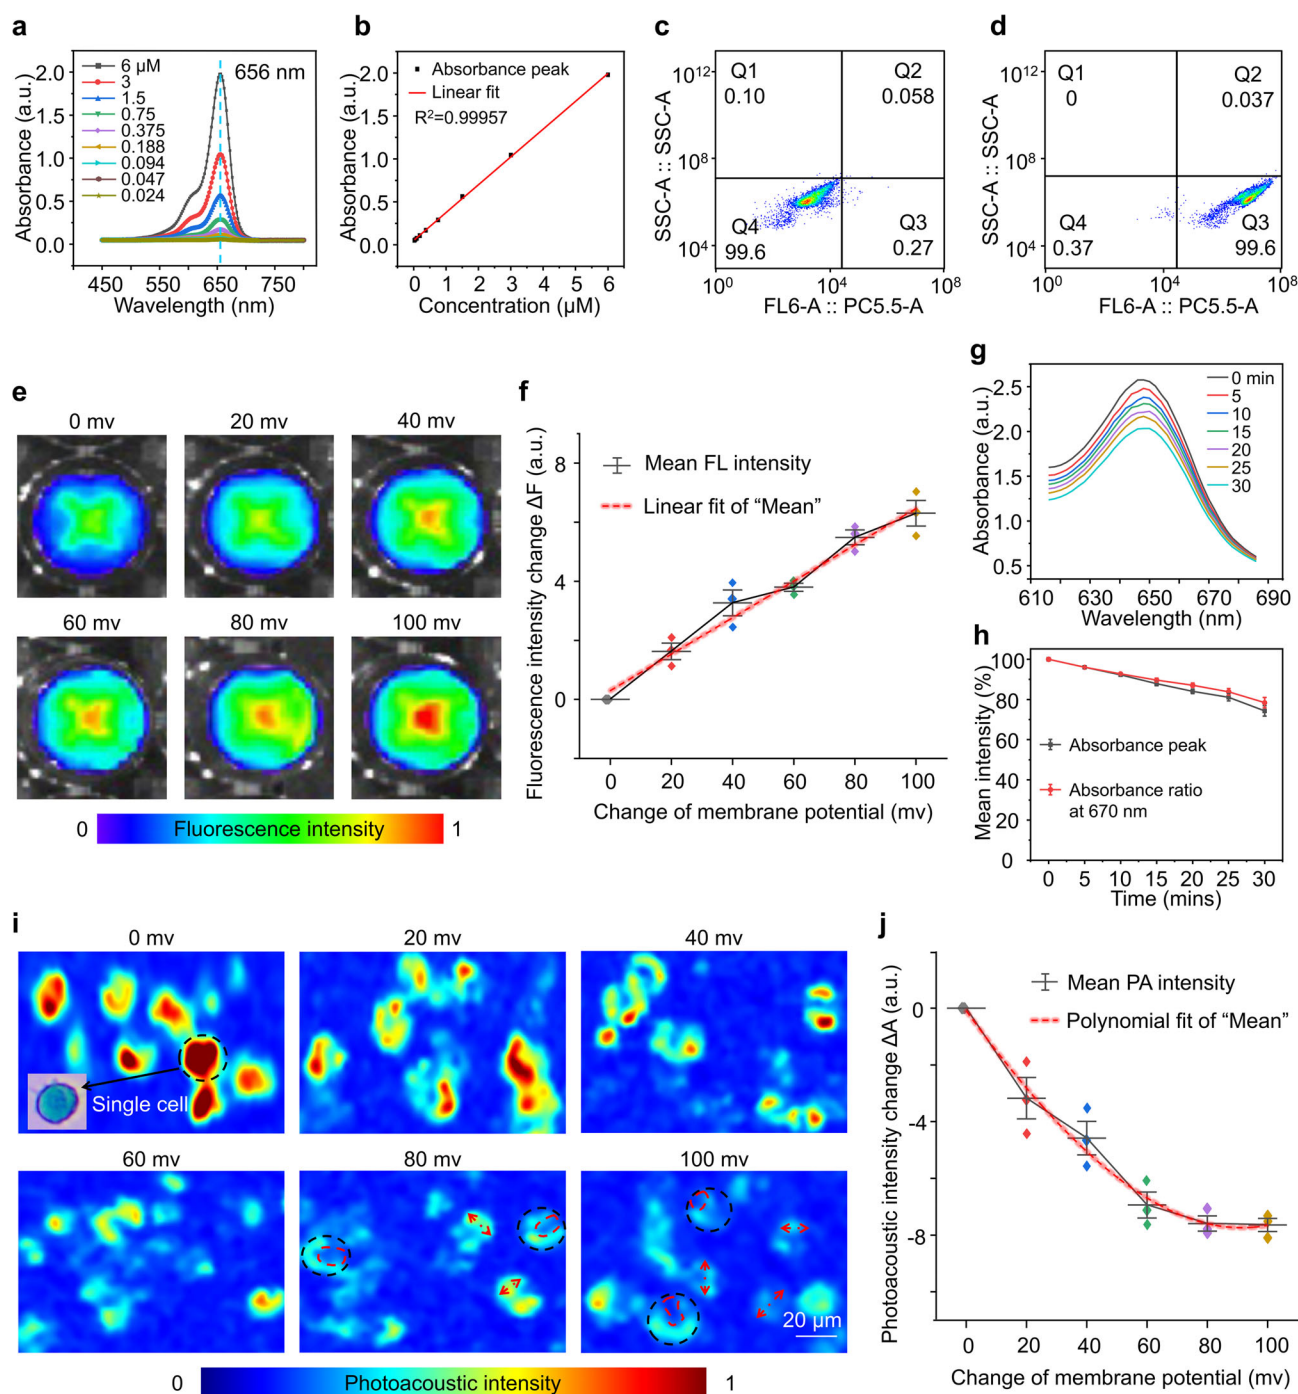 a
Absorbance (a.u.)
2.0
1.5
1.0
0.5
0.0
6 µM
3
1.5
0.75
0.375
0.188
0.094
0.047
0.024
656 nm
450 550 650 750
Wavelength (nm)
b
Absorbance (a.u.)
2.0
1.5
1.0
0.5
0.0
Absorbance peak
Linear fit
R²=0.99957
0 1 2 3 4 5 6
Concentration (µM)
c
SSC-A :: SSC-A
10¹²
10⁸
10⁴
Q1
0.10
Q2
0.058
Q4
99.6
Q3
0.27
10⁰ 10⁴ 10⁸
FL6-A :: PC5.5-A
d
SSC-A :: SSC-A
10¹²
10⁸
10⁴
Q1
0
Q2
0.037
Q4
0.37
Q3
99.6
10⁰ 10⁴ 10⁸
FL6-A :: PC5.5-A
e
0 mv 20 mv 40 mv
60 mv 80 mv 100 mv
0 Fluorescence intensity 1
f
Fluorescence intensity change ΔF (a.u.)
8
4
0
Mean FL intensity
Linear fit of “Mean”
0 20 40 60 80 100
Change of membrane potential (mv)
g
Absorbance (a.u.)
2.5
2.0
1.5
1.0
0.5
0 min
5
10
15
20
25
30
610 630 650 670 690
Wavelength (nm)
h
Mean intensity (%)
100
80
60
40
20
0
Absorbance peak
Absorbance ratio
at 670 nm
0 5 10 15 20 25 30
Time (mins)
i
0 mv 20 mv 40 mv
Single cell
60 mv 80 mv 100 mv
20 µm
0 Photoacoustic intensity 1
j
Photoacoustic intensity change ΔA (a.u.)
0
-4
-8
Mean PA intensity
Polynomial fit of “Mean”
0 20 40 60 80 100
Change of membrane potential (mv)